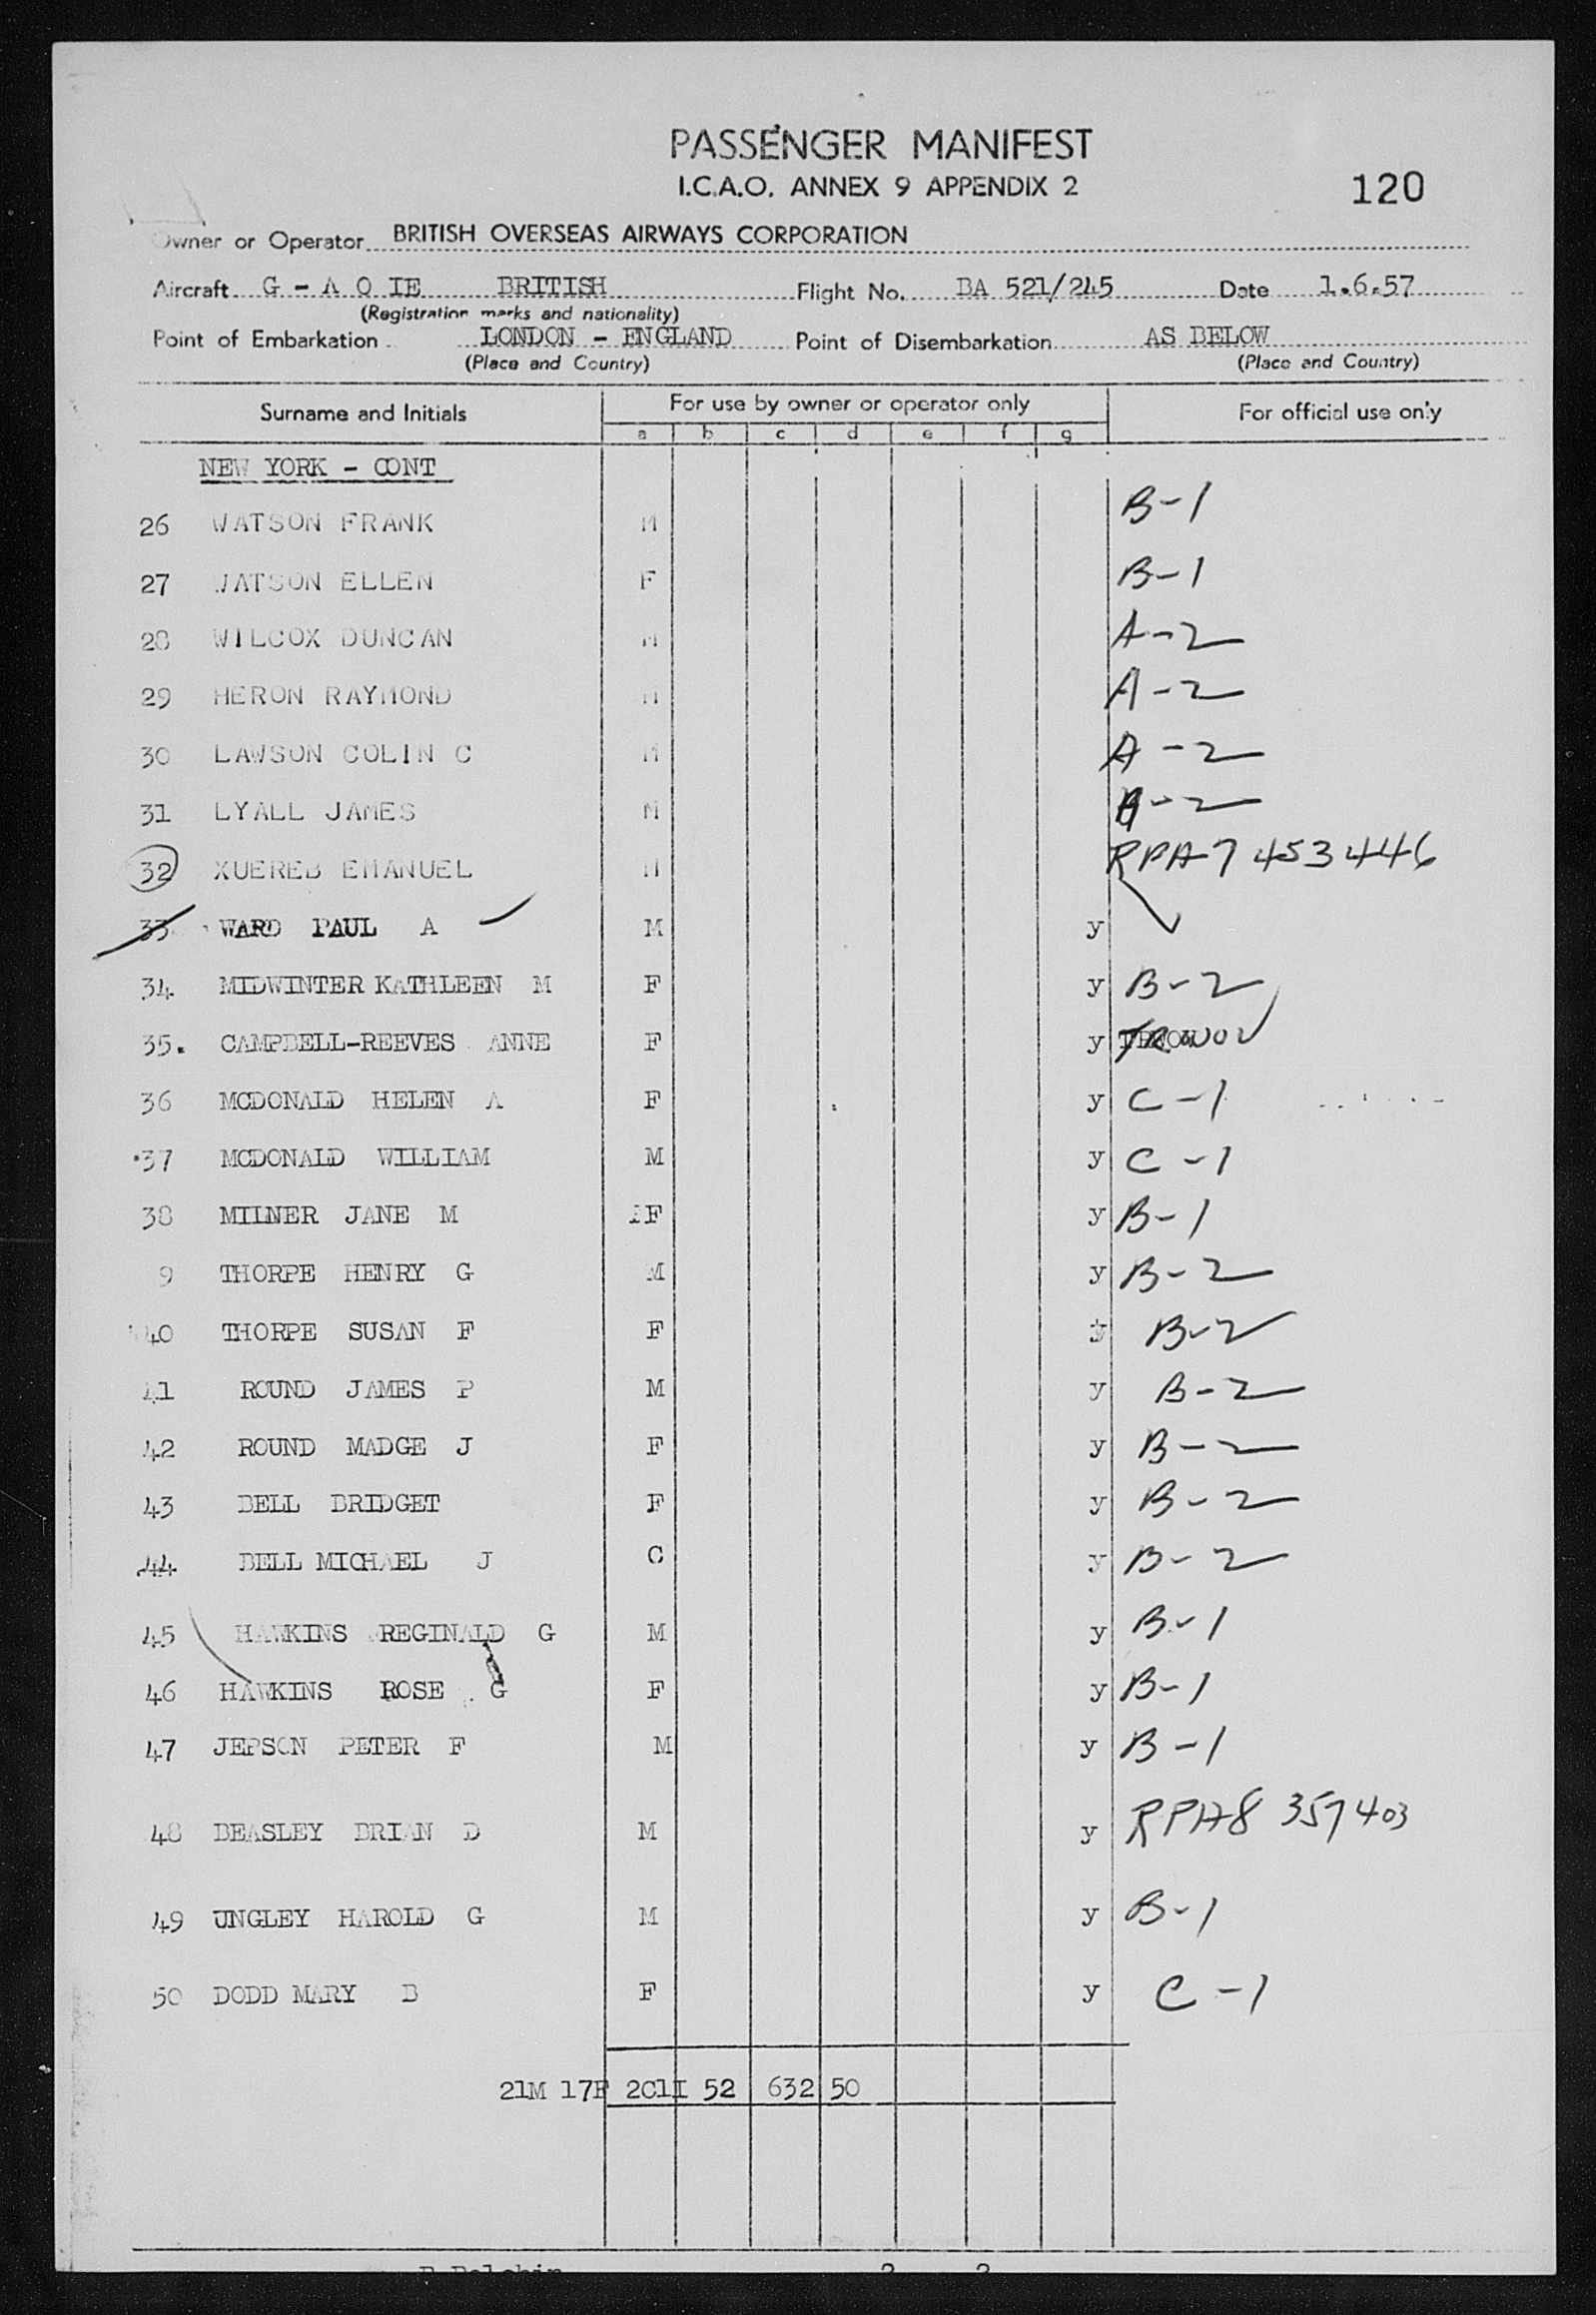 PASSENGER MANIFEST
I.C.A.O. ANNEX 9 APPENDIX 2
120
Owner or Operator BRITISH OVERSEAS AIRWAYS CORPORATION
Aircraft G - A O IE BRITISH Flight No. BA 521/245 Date 1.6.57
(Registration marks and nationality)
Point of Embarkation LONDON - ENGLAND Point of Disembarkation AS BELOW
(Place and Country) (Place and Country)
Surname and Initials For use by owner or operator only For official use only
a b c d e f g
NEW YORK - CONT
26 WATSON FRANK M B-1
27 WATSON ELLEN F B-1
28 WILCOX DUNCAN M A-2
29 HERON RAYMOND M A-2
30 LAWSON COLIN C M A-2
31 LYALL JAMES M A-2
32 XUEREB EMANUEL M RPA7 453446
33 WARD PAUL A M y
34 MIDWINTER KATHLEEN M F y B-2
35. CAMPBELL-REEVES ANNE F y
36 MCDONALD HELEN A F y C-1
37 MCDONALD WILLIAM M y C-1
38 MILNER JANE M F y B-1
9 THORPE HENRY G M y B-2
40 THORPE SUSAN F F y B-2
41 ROUND JAMES P M y B-2
42 ROUND MADGE J F y B-2
43 BELL BRIDGET F y B-2
44 BELL MICHAEL J C y B-2
45 HAWKINS REGINALD G M y B-1
46 HAWKINS ROSE G F y B-1
47 JEPSON PETER F M y B-1
48 BEASLEY BRIAN D M y RPA8 357403
49 UNGLEY HAROLD G M y B-1
50 DODD MARY B F y C-1
21M 17F 2C1I 52 632 50